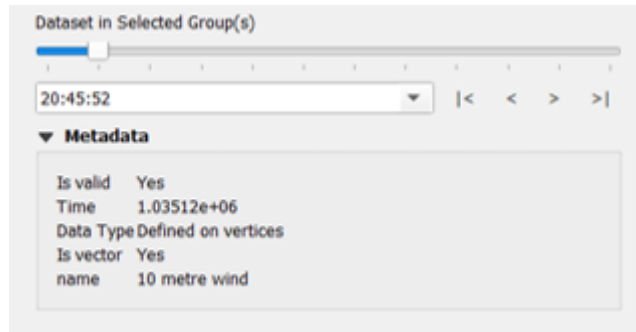 Dataset in Selected Group(s)
20:45:52 |< < > >|
Metadata
Is valid Yes
Time 1.03512e+06
Data Type Defined on vertices
Is vector Yes
name 10 metre wind